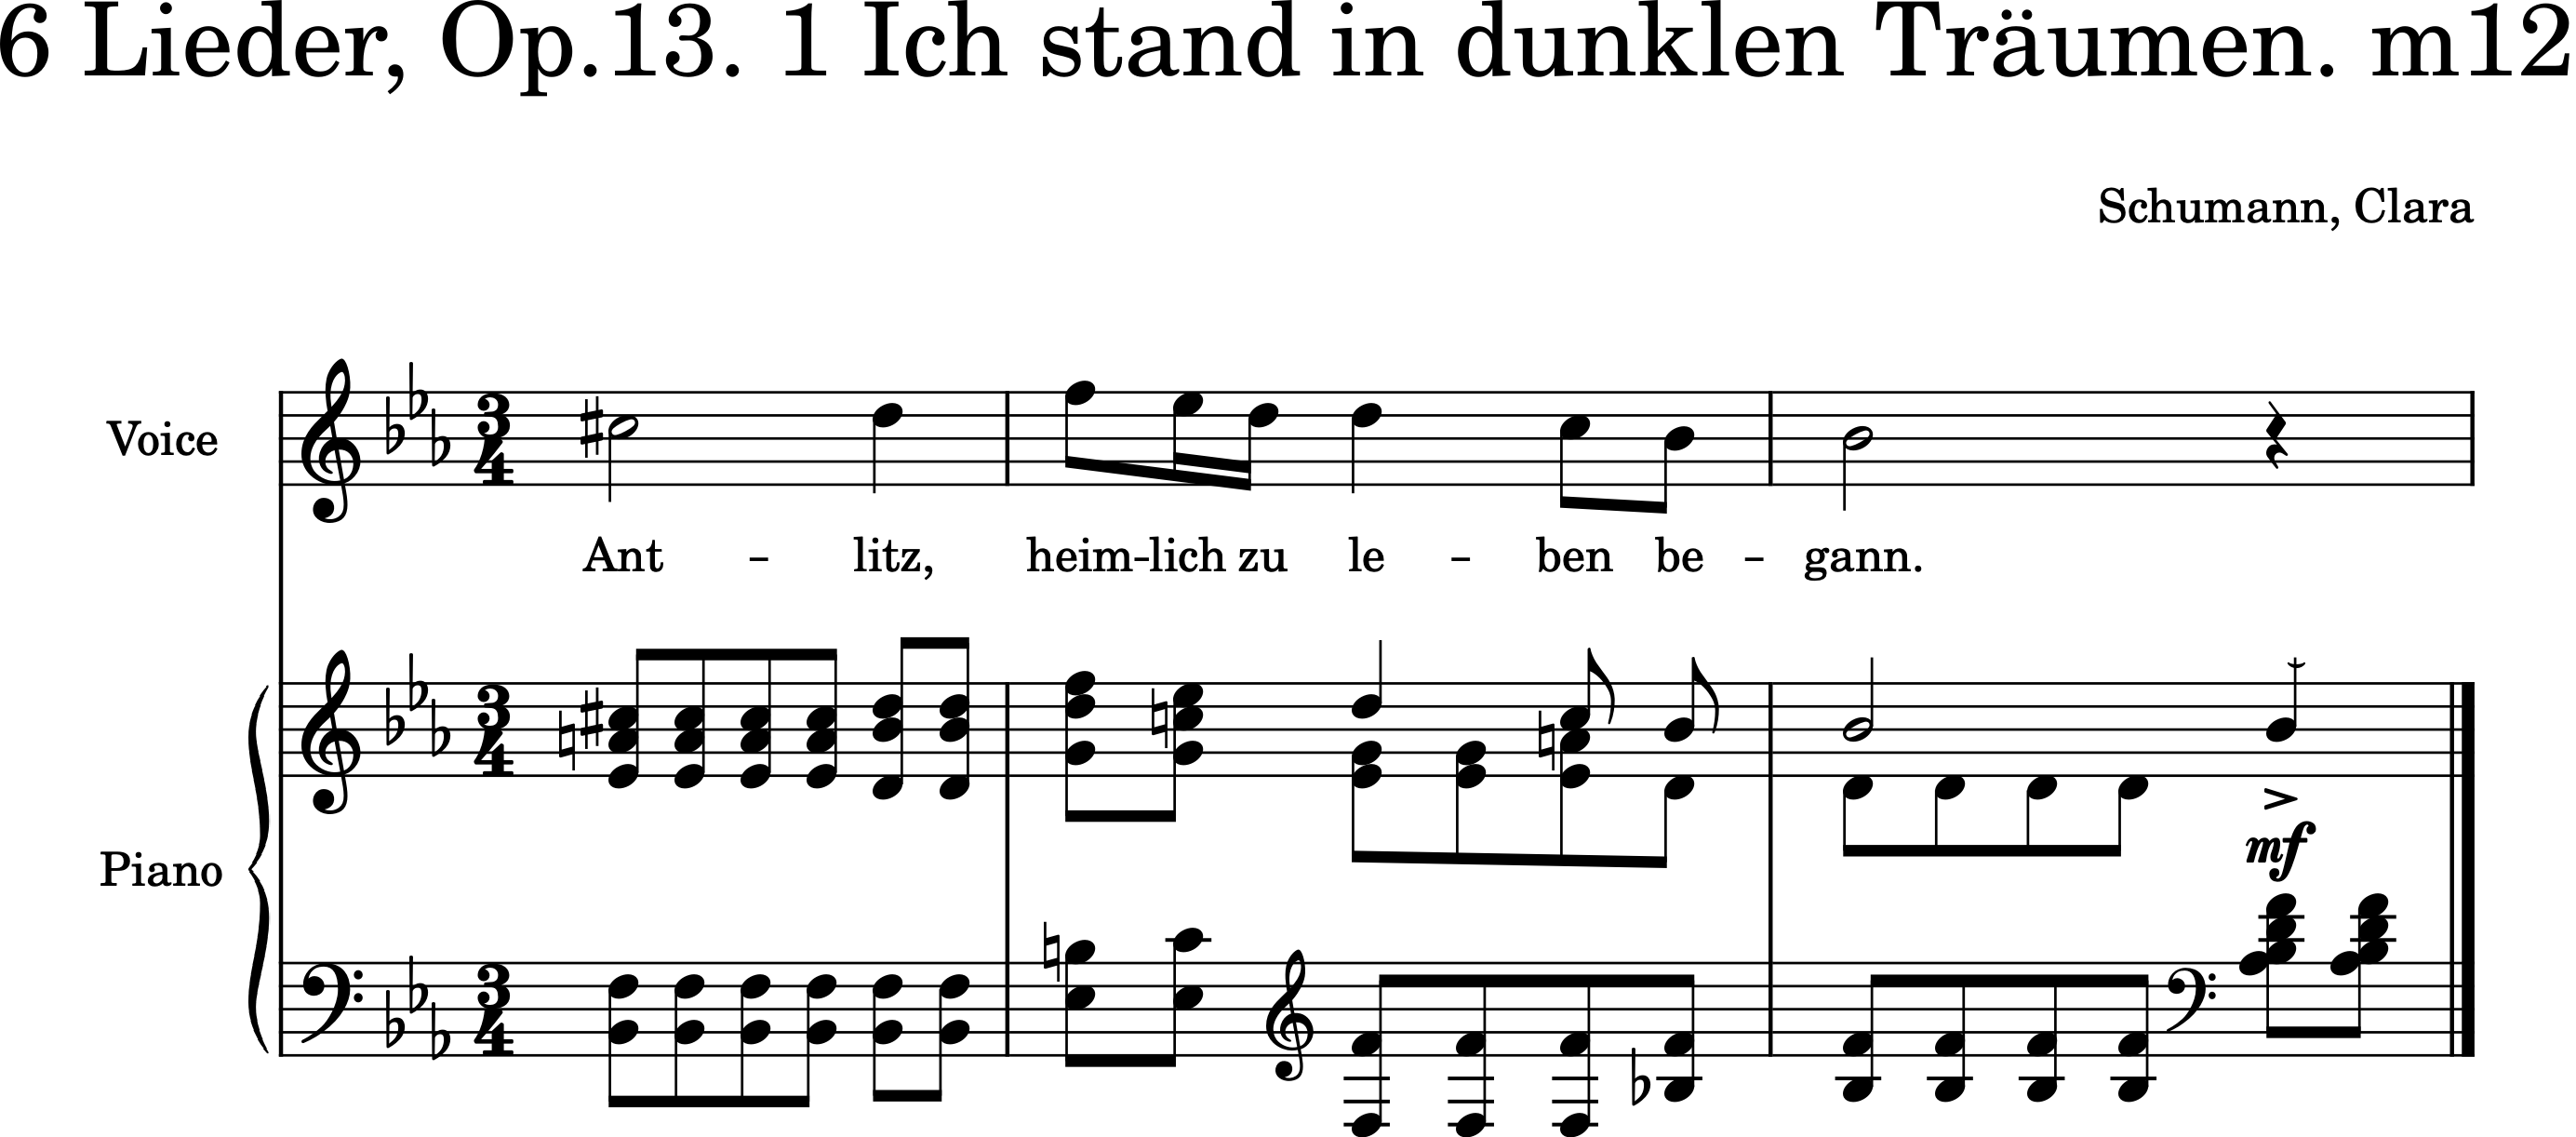 6 Lieder, Op.13. 1 Ich stand in dunklen Träumen. m12
Schumann, Clara
Voice
Ant – litz, heim-lich zu le – ben be – gann.
Piano
mf